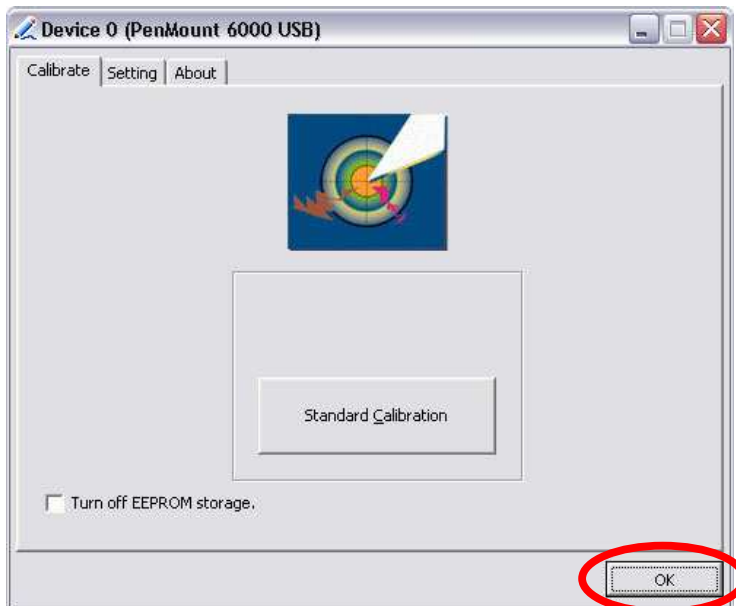 Device 0 (PenMount 6000 USB)
Calibrate Setting About
Standard Calibration
Turn off EEPROM storage.
OK